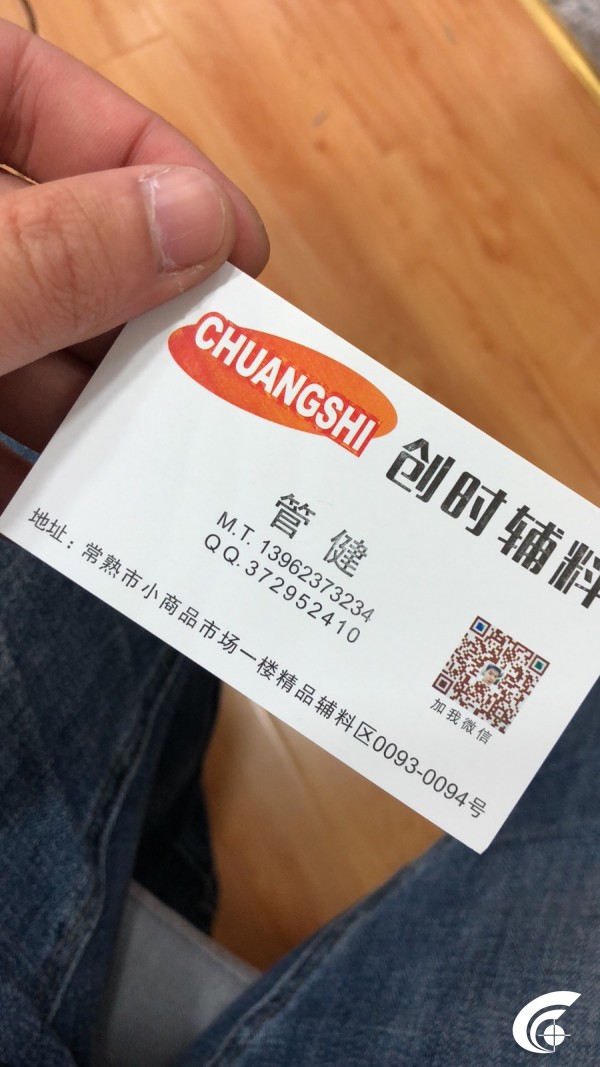 CHUANGSHI
创时辅料
管健
M.T. 13962373234
QQ.372952410
加我微信
地址：常熟市小商品市场一楼精品辅料区0093-0094号